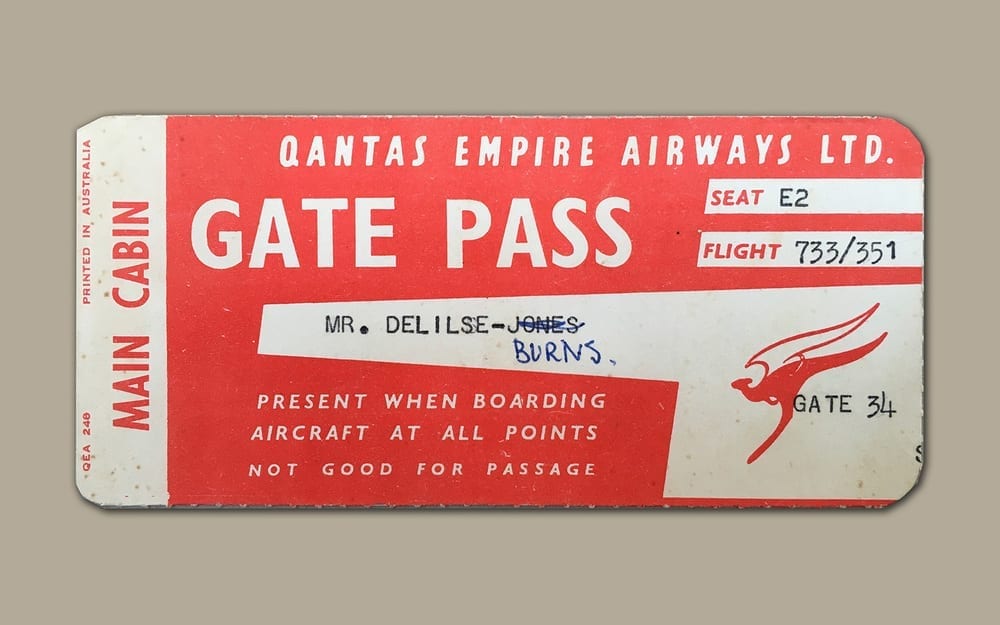 QANTAS EMPIRE AIRWAYS LTD.
GATE PASS
SEAT E2
FLIGHT 733/351
MR. DELILSE-JONES
BURNS.
PRESENT WHEN BOARDING
AIRCRAFT AT ALL POINTS
NOT GOOD FOR PASSAGE
GATE 34
MAIN CABIN
PRINTED IN AUSTRALIA
QEA 248